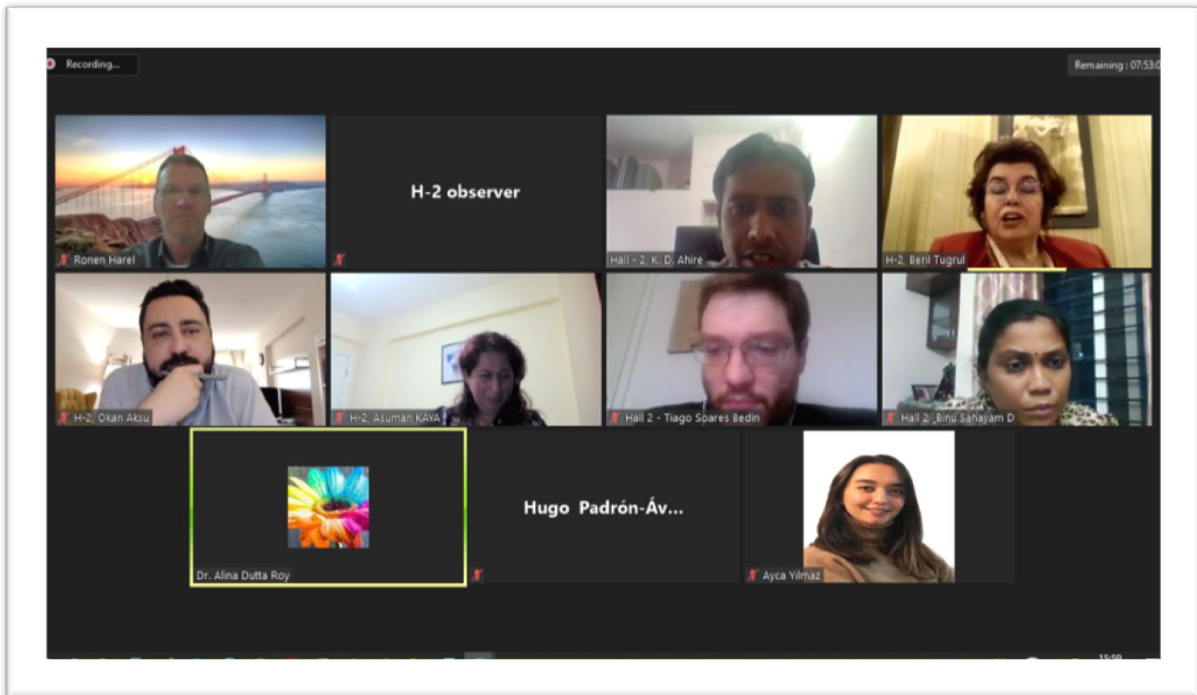 Recording...
Remaining : 07:53:0
H-2 observer
Ronen Harel
Hall - 2, K. D. Ahire
H-2, Beril Tugrul
H-2, Okan Aksu
H-2, Asuman KAYA
Hall 2 - Tiago Soares Bedin
Hall 2 _Binu Sahayam D
Hugo Padrón-Áv...
Dr. Alina Dutta Roy
Ayca Yilmaz